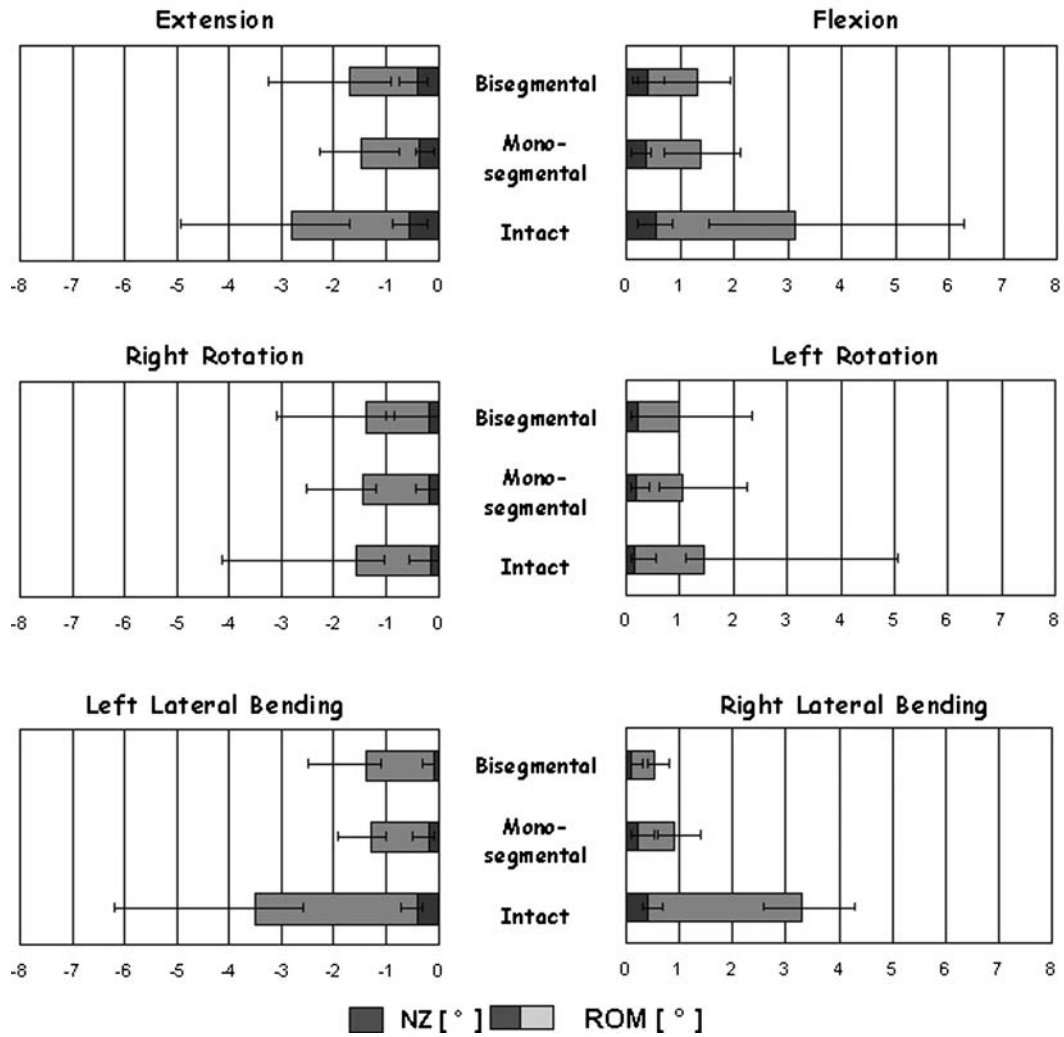 Extension
Flexion
Bisegmental
Mono-
segmental
Intact
-8 -7 -6 -5 -4 -3 -2 -1 0
0 1 2 3 4 5 6 7 8
Right Rotation
Left Rotation
Bisegmental
Mono-
segmental
Intact
-8 -7 -6 -5 -4 -3 -2 -1 0
0 1 2 3 4 5 6 7 8
Left Lateral Bending
Right Lateral Bending
Bisegmental
Mono-
segmental
Intact
-8 -7 -6 -5 -4 -3 -2 -1 0
0 1 2 3 4 5 6 7 8
NZ [ ° ] ROM [ ° ]